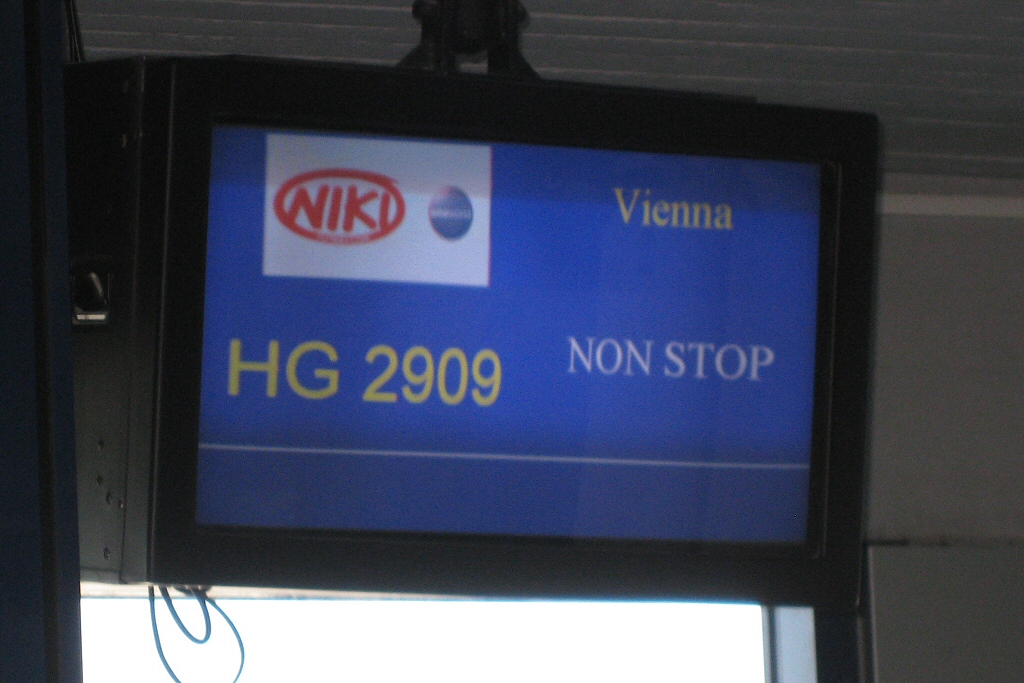 NIKI
Vienna
HG 2909
NON STOP